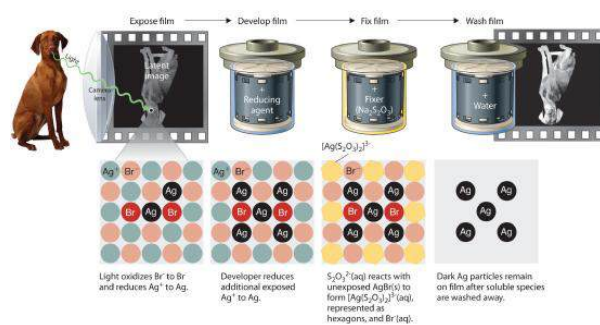 Expose film
Develop film
Fix film
Wash film
Light
Latent
image
Camera
lens
+
Reducing
agent
+
Fixer
(Na₂S₂O₃)
+
Water
[Ag(S₂O₃)₂]³⁻
Ag⁺ Br⁻
Ag
Br Ag Br
Ag
Ag⁺ Br⁻
Ag Ag
Br Ag Br
Ag Ag
Br⁻
Ag Ag
Br Ag Br
Ag Ag
Ag Ag
Ag
Ag Ag
Light oxidizes Br⁻ to Br
and reduces Ag⁺ to Ag.
Developer reduces
additional exposed
Ag⁺ to Ag.
S₂O₃²⁻(aq) reacts with
unexposed AgBr(s) to
form [Ag(S₂O₃)₂]³⁻(aq),
represented as
hexagons, and Br⁻(aq).
Dark Ag particles remain
on film after soluble species
are washed away.